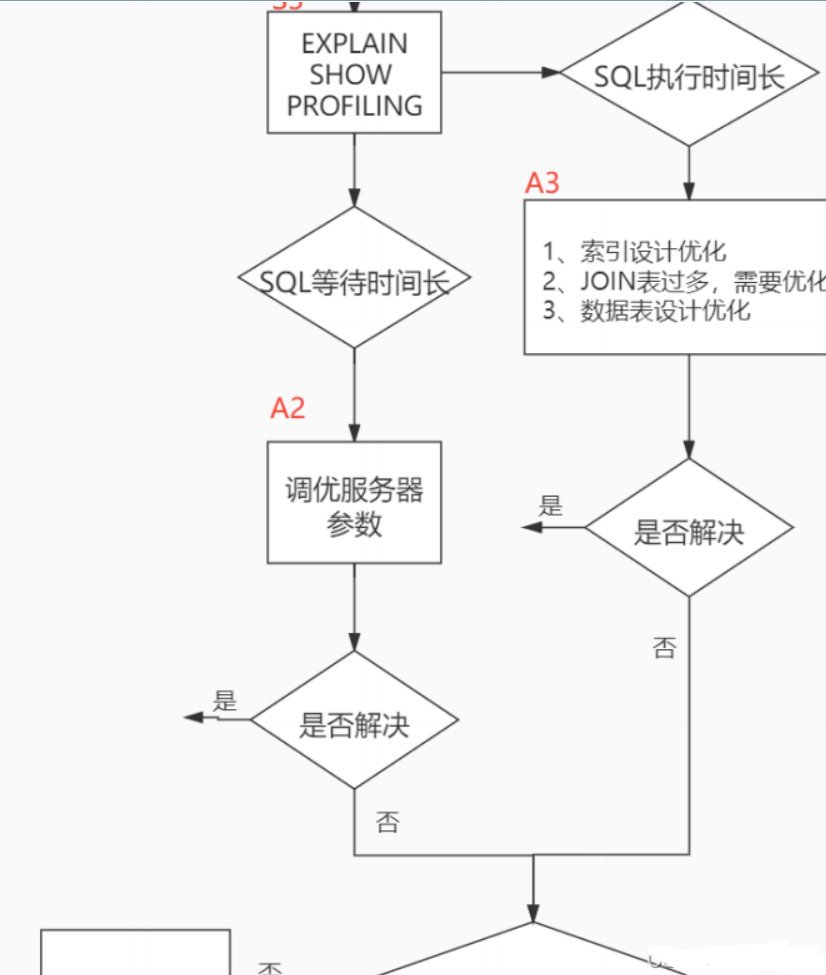 EXPLAIN
SHOW
PROFILING
SQL执行时间长
A3
1、索引设计优化
2、JOIN表过多，需要优化
3、数据表设计优化
SQL等待时间长
A2
调优服务器
参数
是
是否解决
否
是
是否解决
否
否